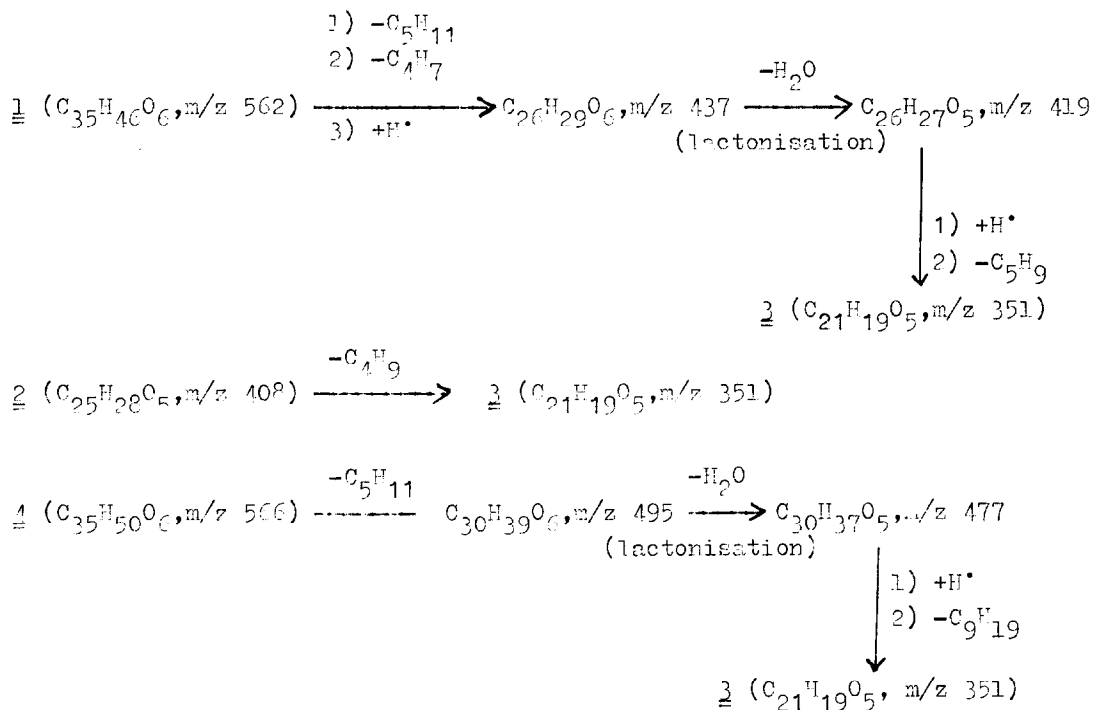 1) -C5H11
2) -C4H7
1 (C35H46O6,m/z 562) → C26H29O6,m/z 437 -H2O → C26H27O5,m/z 419
3) +H•
(lactonisation)
1) +H•
2) -C5H9
3 (C21H19O5,m/z 351)
-C4H9
2 (C25H28O5,m/z 408) → 3 (C21H19O5,m/z 351)
-C5H11
-H2O
4 (C35H50O6,m/z 566) C30H39O6,m/z 495 → C30H37O5,m/z 477
(lactonisation)
1) +H•
2) -C9H19
3 (C21H19O5, m/z 351)